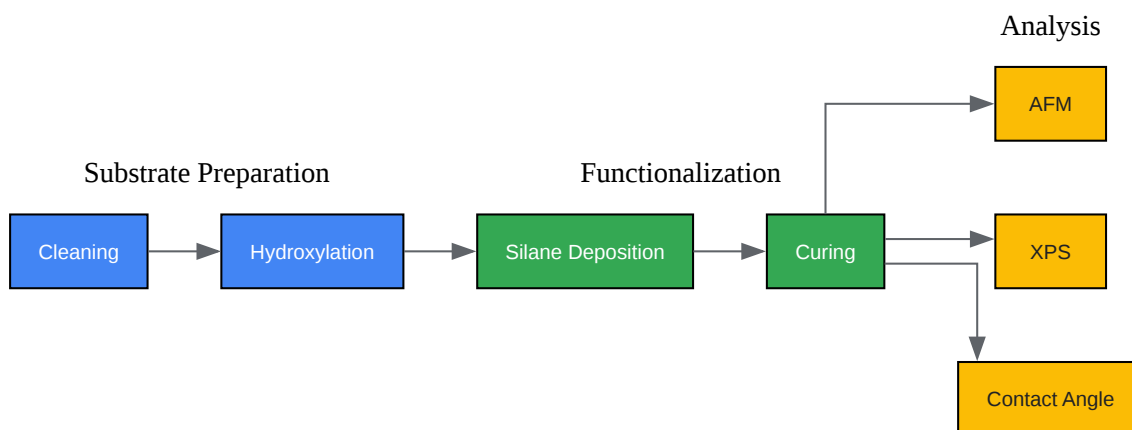 Analysis
AFM
Substrate Preparation
Functionalization
Cleaning
Hydroxylation
Silane Deposition
Curing
XPS
Contact Angle